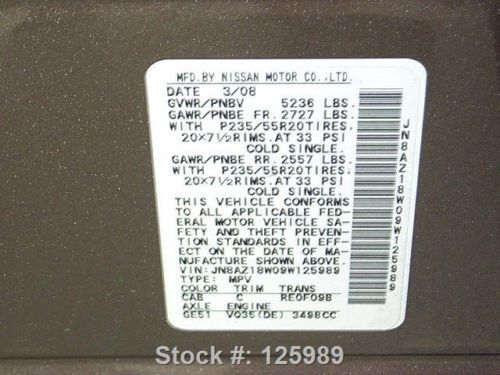 MFD. BY NISSAN MOTOR CO., LTD.
DATE 3/08
GVWR/PNBV 5236 LBS.
GAWR/PNBE FR. 2727 LBS.
WITH P235/55R20TIRES.
20×7½RIMS. AT 33 PSI
COLD SINGLE.
GAWR/PNBE RR. 2557 LBS.
WITH P235/55R20TIRES.
20×7½RIMS. AT 33 PSI
COLD SINGLE.
THIS VEHICLE CONFORMS
TO ALL APPLICABLE FED-
ERAL MOTOR VEHICLE SA-
FETY AND THEFT PREVEN-
TION STANDARDS IN EFF-
ECT ON THE DATE OF MA-
NUFACTURE SHOWN ABOVE.
VIN: JN8AZ18W09W125989
TYPE: MPV
COLOR TRIM TRANS
CAB C RE0F09B
AXLE ENGINE
GE51 VQ35(DE) 3498CC
JN8AZ18W09W125989
Stock #: 125989